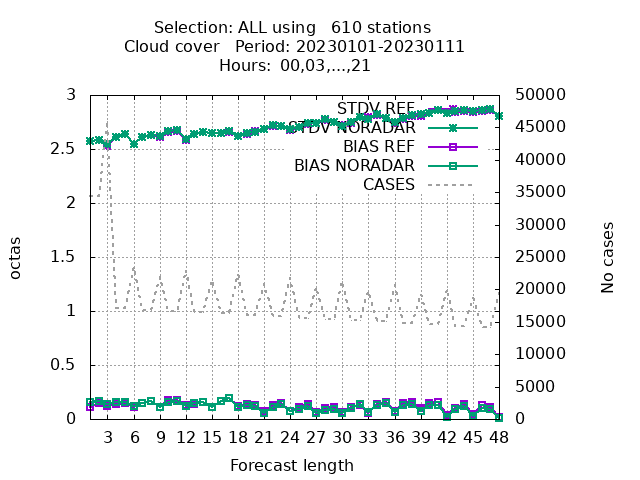 Selection: ALL using   610 stations
Cloud cover   Period: 20230101-20230111
Hours:  00,03,...,21
STDV REF
STDV NORADAR
BIAS REF
BIAS NORADAR
CASES
octas
No cases
3
2.5
2
1.5
1
0.5
0
50000
45000
40000
35000
30000
25000
20000
15000
10000
5000
0
3 6 9 12 15 18 21 24 27 30 33 36 39 42 45 48
Forecast length